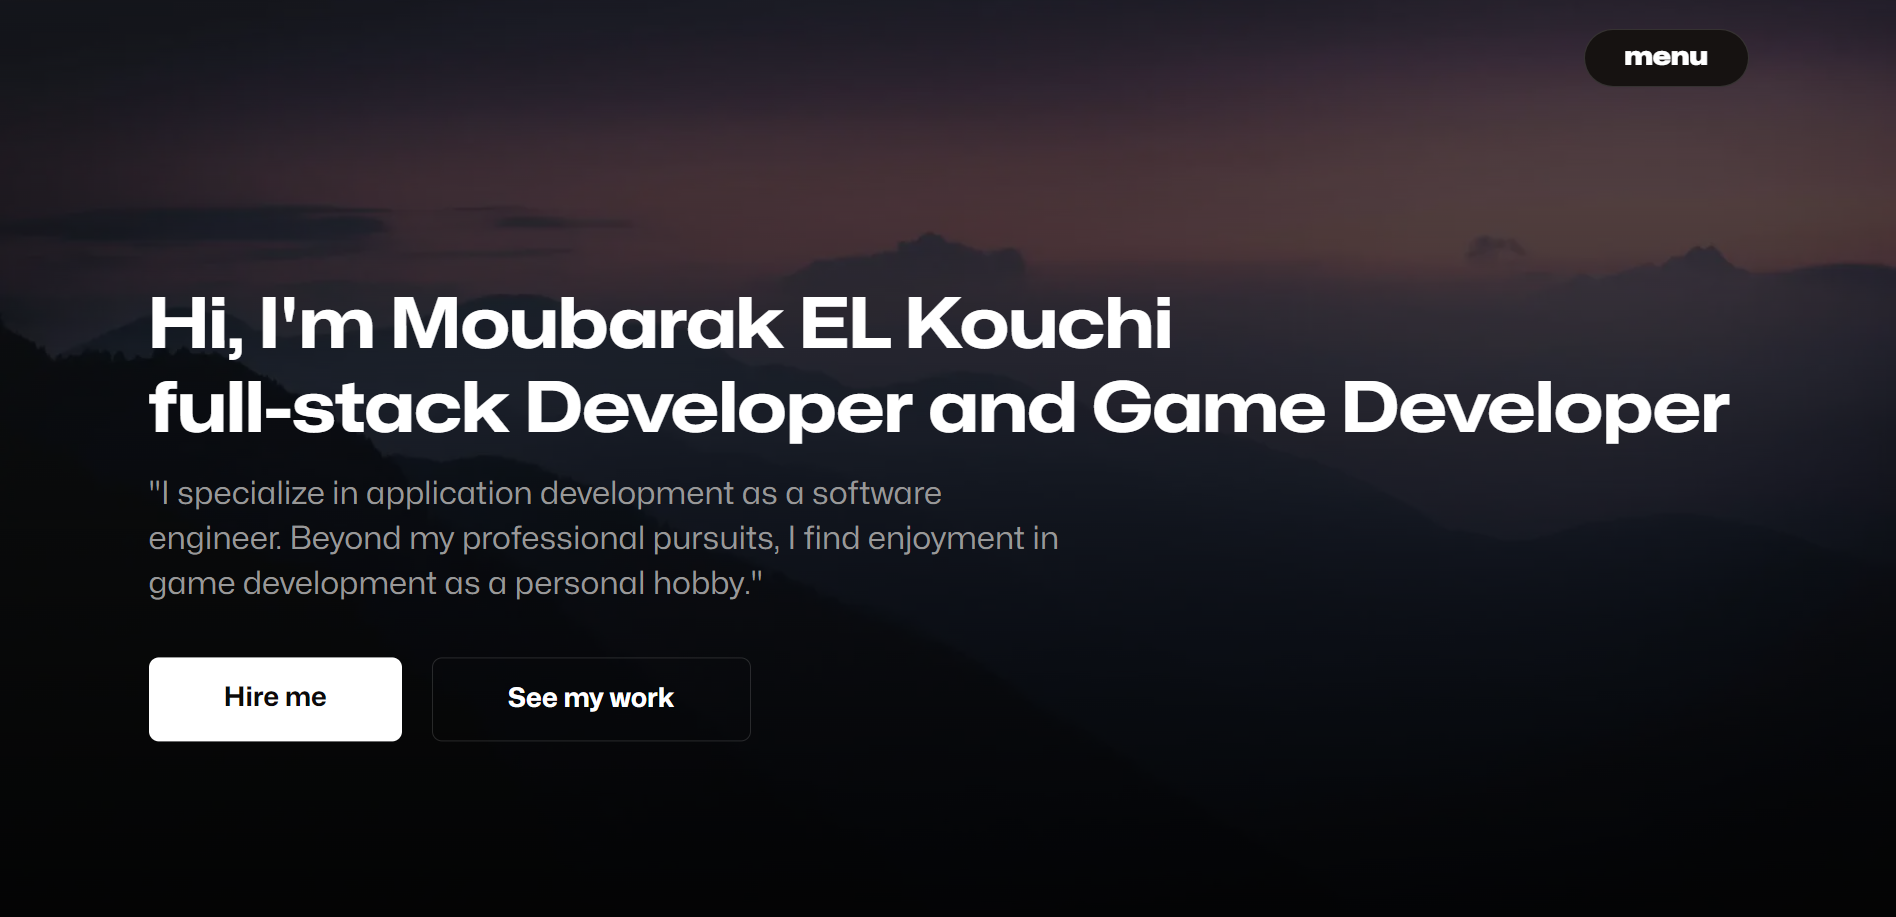 menu
Hi, I'm Moubarak EL Kouchi
full-stack Developer and Game Developer
"I specialize in application development as a software
engineer. Beyond my professional pursuits, I find enjoyment in
game development as a personal hobby."
Hire me
See my work